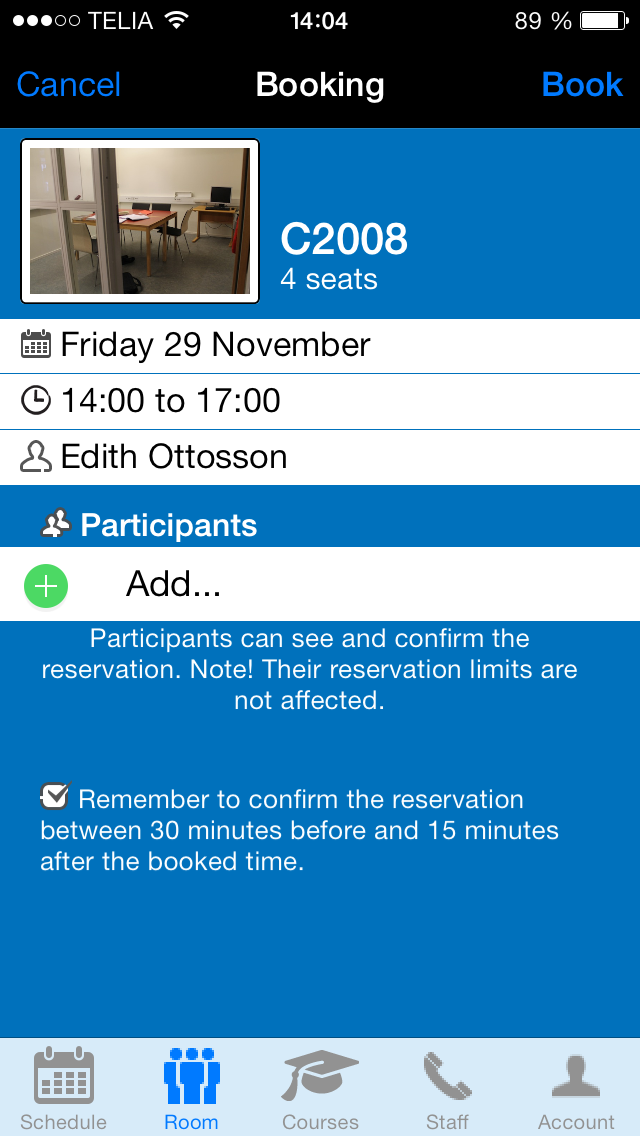 TELIA 14:04 89 %
Cancel Booking Book
C2008
4 seats
Friday 29 November
14:00 to 17:00
Edith Ottosson
Participants
Add...
Participants can see and confirm the
reservation. Note! Their reservation limits are
not affected.
Remember to confirm the reservation
between 30 minutes before and 15 minutes
after the booked time.
Schedule Room Courses Staff Account